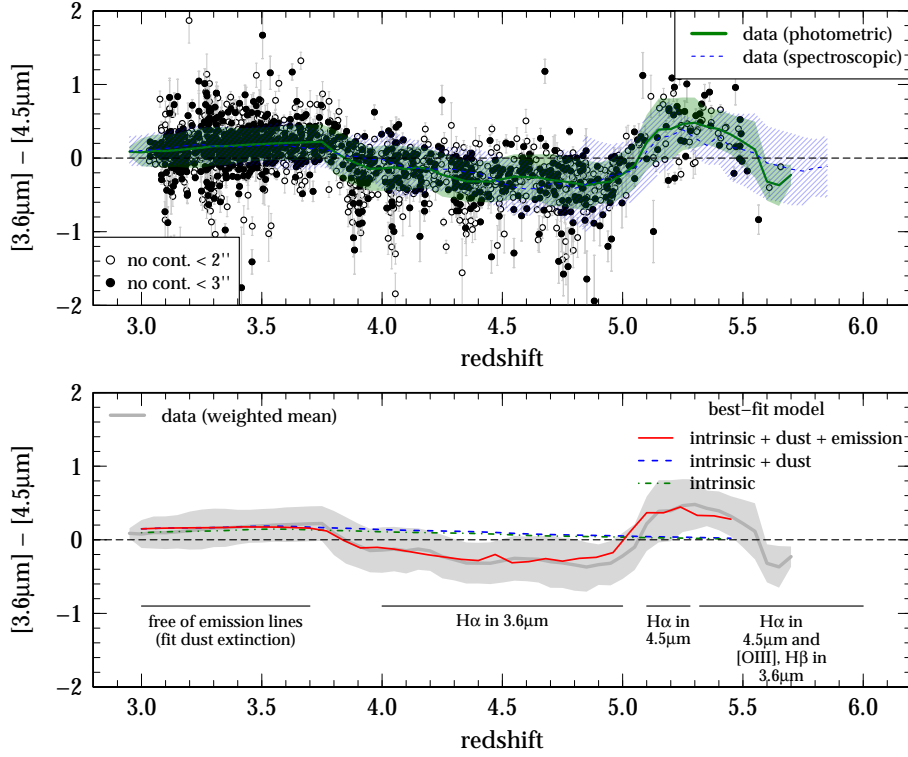 2
1
0
-1
-2
[3.6µm] − [4.5µm]
data (photometric)
data (spectroscopic)
no cont. < 2''
no cont. < 3''
3.0 3.5 4.0 4.5 5.0 5.5 6.0
redshift
2
1
0
-1
-2
[3.6µm] − [4.5µm]
data (weighted mean)
best−fit model
intrinsic + dust + emission
intrinsic + dust
intrinsic
free of emission lines
(fit dust extinction)
Hα in 3.6µm
Hα in
4.5µm
Hα in
4.5µm and
[OIII], Hβ in
3.6µm
3.0 3.5 4.0 4.5 5.0 5.5 6.0
redshift